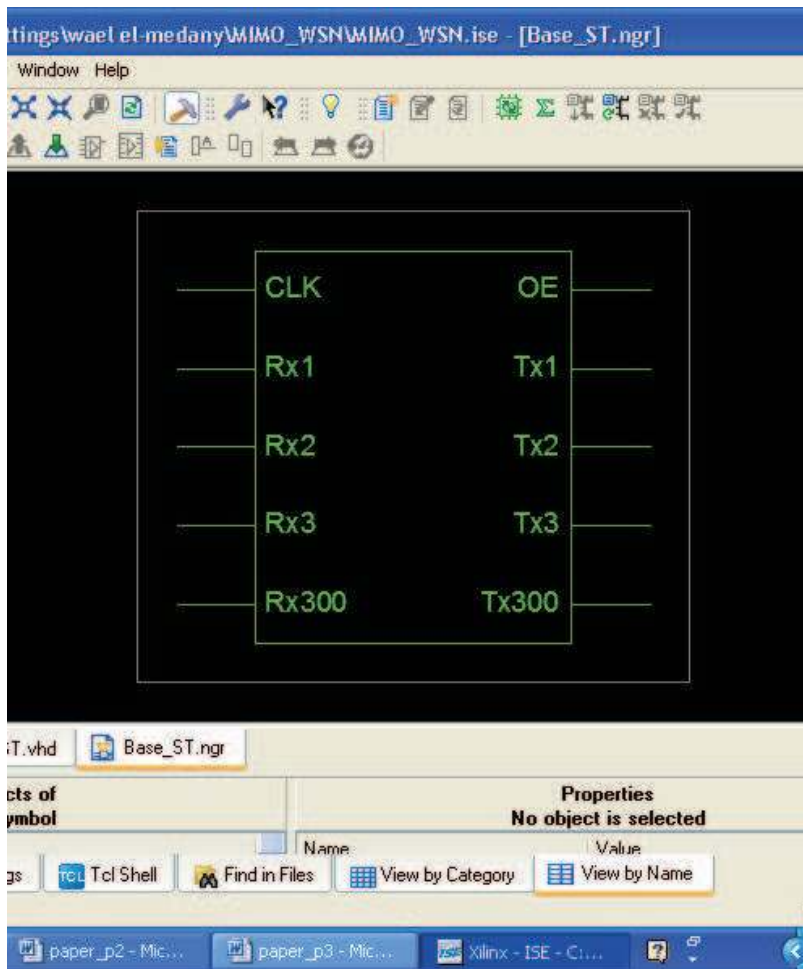 ttings\wael el-medany\MIMO_WSN\MIMO_WSN.ise - [Base_ST.ngr]
Window Help
CLK OE
Rx1 Tx1
Rx2 Tx2
Rx3 Tx3
Rx300 Tx300
ST.vhd Base_ST.ngr
cts of Properties
ymbol No object is selected
Name Value
gs TCL Tcl Shell Find in Files View by Category View by Name
paper_p2 - Mic... paper_p3 - Mic... Xilinx - ISE - C:...